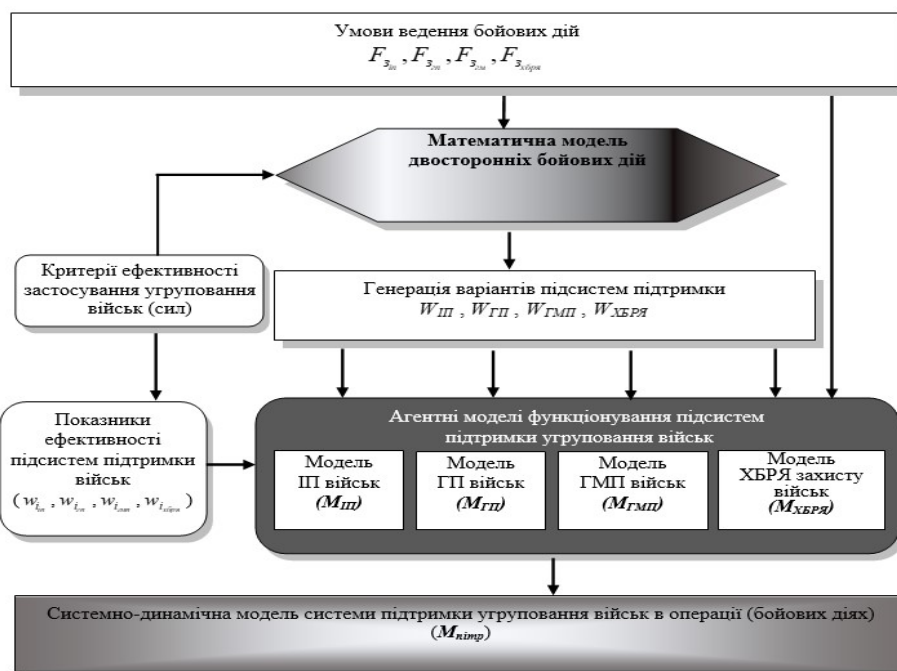 Умови ведення бойових дій
F_{з_{іп}} , F_{з_{гп}} , F_{з_{гмп}} , F_{з_{хбря}}
Математична модель
двосторонніх бойових дій
Критерії ефективності
застосування угруповання
військ (сил)
Генерація варіантів підсистем підтримки
W_{ІП} , W_{ГП} , W_{ГМП} , W_{ХБРЯ}
Показники
ефективності
підсистем підтримки
військ
( w_{i_{іп}} , w_{i_{гп}} , w_{i_{гмп}} , w_{i_{хбря}} )
Агентні моделі функціонування підсистем
підтримки угруповання військ
Модель
ІП військ
(M_{ІП})
Модель
ГП військ
(M_{ГП})
Модель
ГМП військ
(M_{ГМП})
Модель
ХБРЯ захисту
військ
(M_{ХБРЯ})
Системно-динамічна модель системи підтримки угруповання військ в операції (бойових діях)
(M_{підтр})